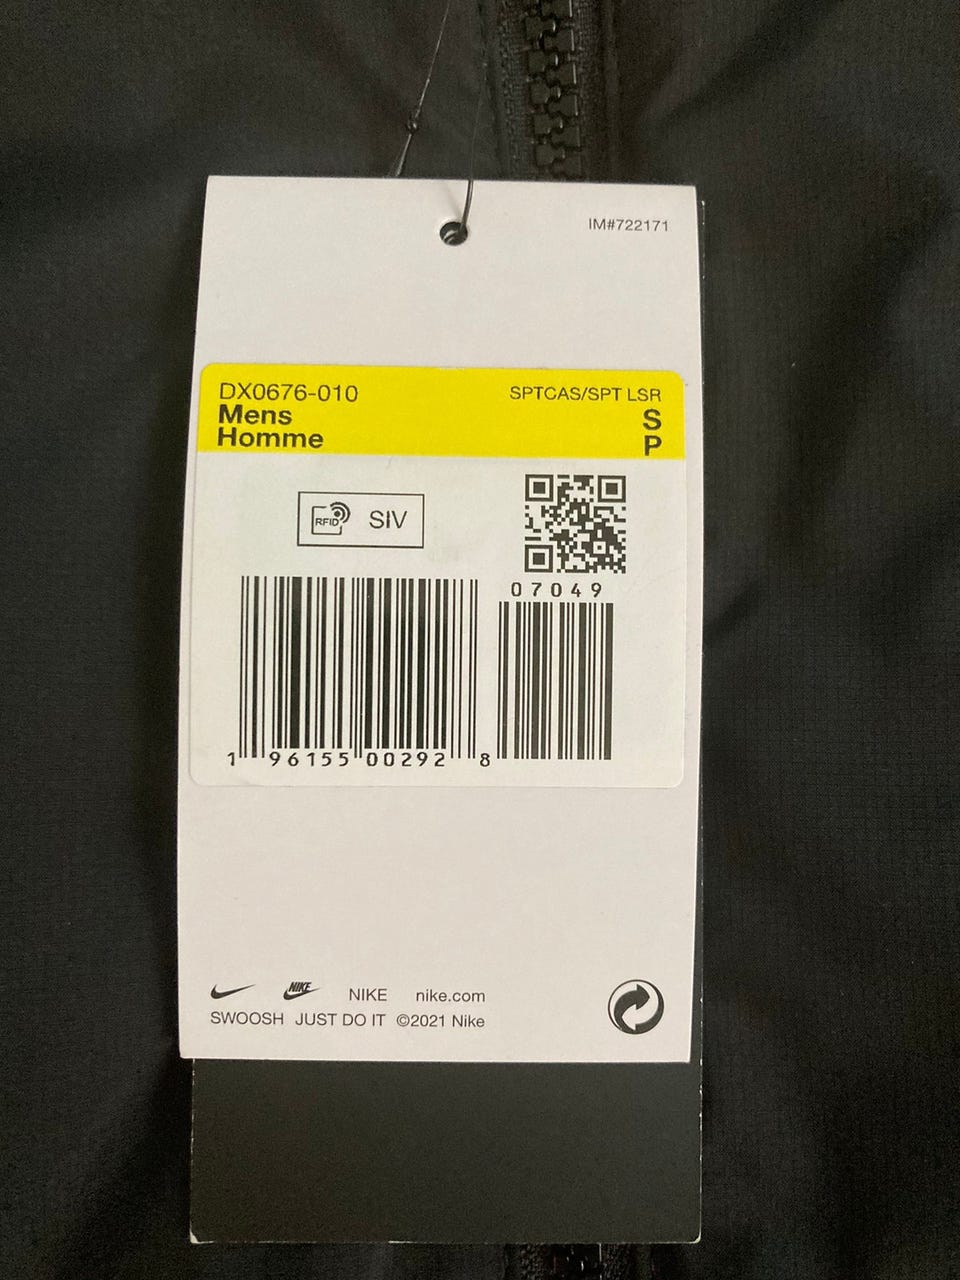 IM#722171
DX0676-010 SPTCAS/SPT LSR
Mens S
Homme P
RFID SIV
07049
1 96155 00292 8
NIKE NIKE nike.com
SWOOSH JUST DO IT ©2021 Nike